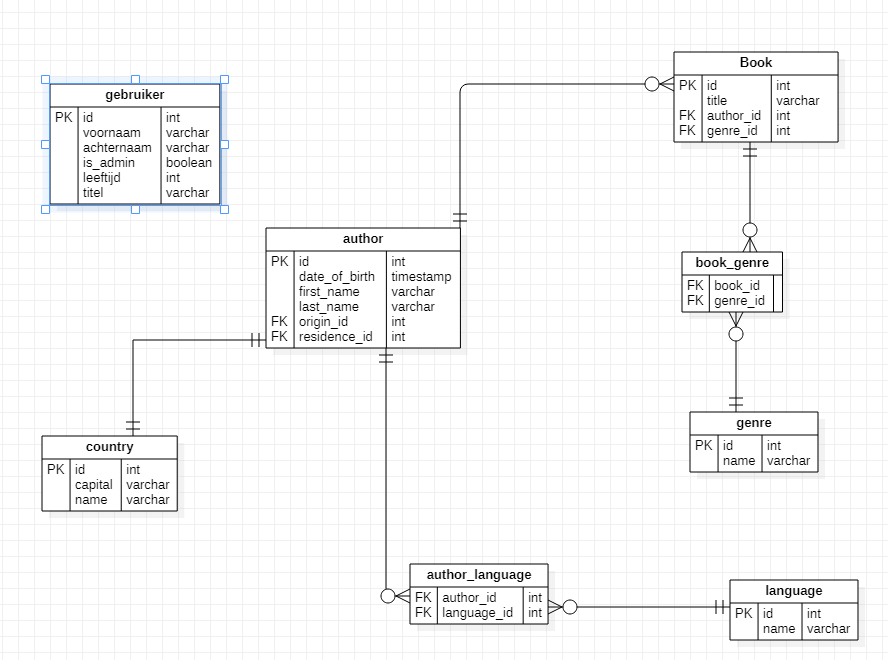 gebruiker
PK id int
voornaam varchar
achternaam varchar
is_admin boolean
leeftijd int
titel varchar
Book
PK id int
title varchar
FK author_id int
FK genre_id int
author
PK id int
date_of_birth timestamp
first_name varchar
last_name varchar
FK origin_id int
FK residence_id int
book_genre
FK book_id
FK genre_id
country
PK id int
capital varchar
name varchar
genre
PK id int
name varchar
author_language
FK author_id int
FK language_id int
language
PK id int
name varchar